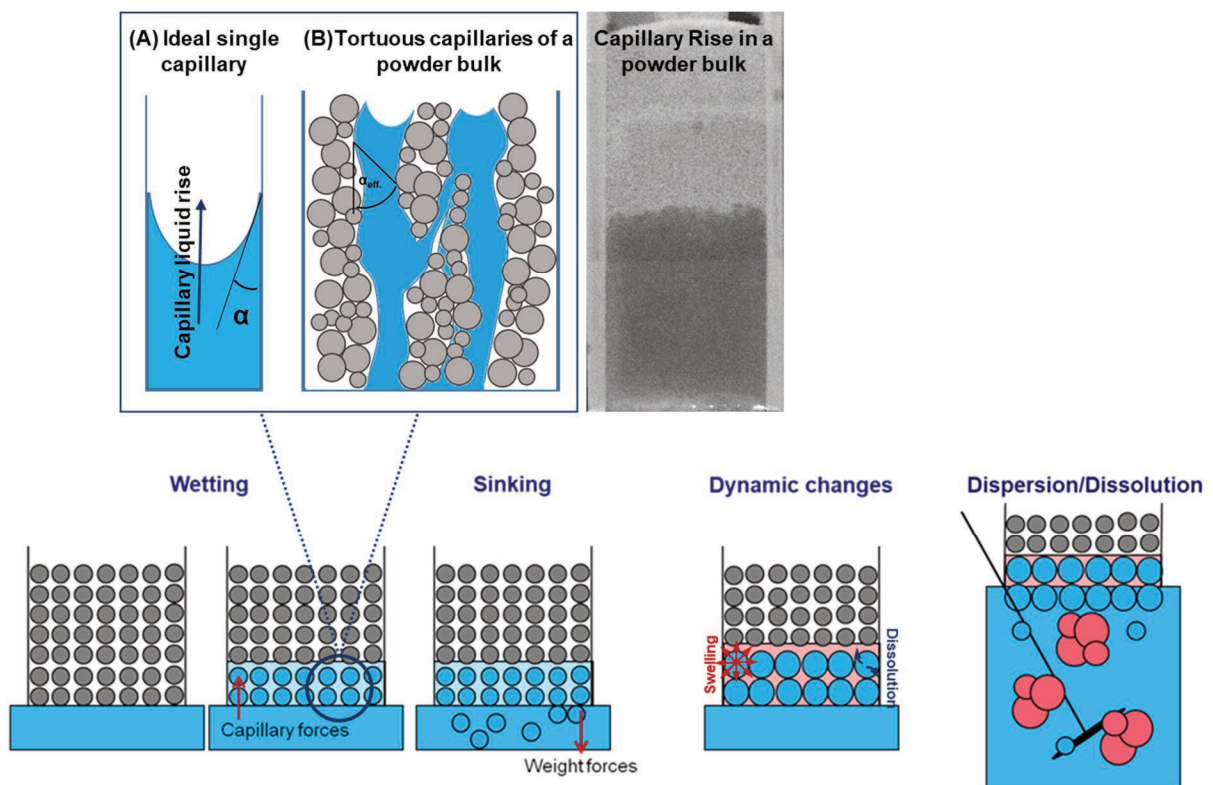 (A) Ideal single
capillary
(B) Tortuous capillaries of a
powder bulk
Capillary Rise in a
powder bulk
Capillary liquid rise
α
αeff.
Wetting
Sinking
Dynamic changes
Dispersion/Dissolution
Capillary forces
Weight forces
Swelling
Dissolution